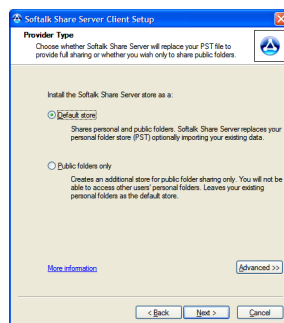 Softalk Share Server Client Setup
Provider Type
Choose whether Softalk Share Server will replace your PST file to
provide full sharing or whether you wish only to share public folders.
Install the Softalk Share Server store as a:
Default store
Shares personal and public folders. Softalk Share Server replaces your
personal folder store (PST) optionally importing your existing data.
Public folders only
Creates an additional store for public folder sharing only. You will not be
able to access other users' personal folders. Leaves your existing
personal folders as the default store.
More information
Advanced >>
< Back
Next >
Cancel